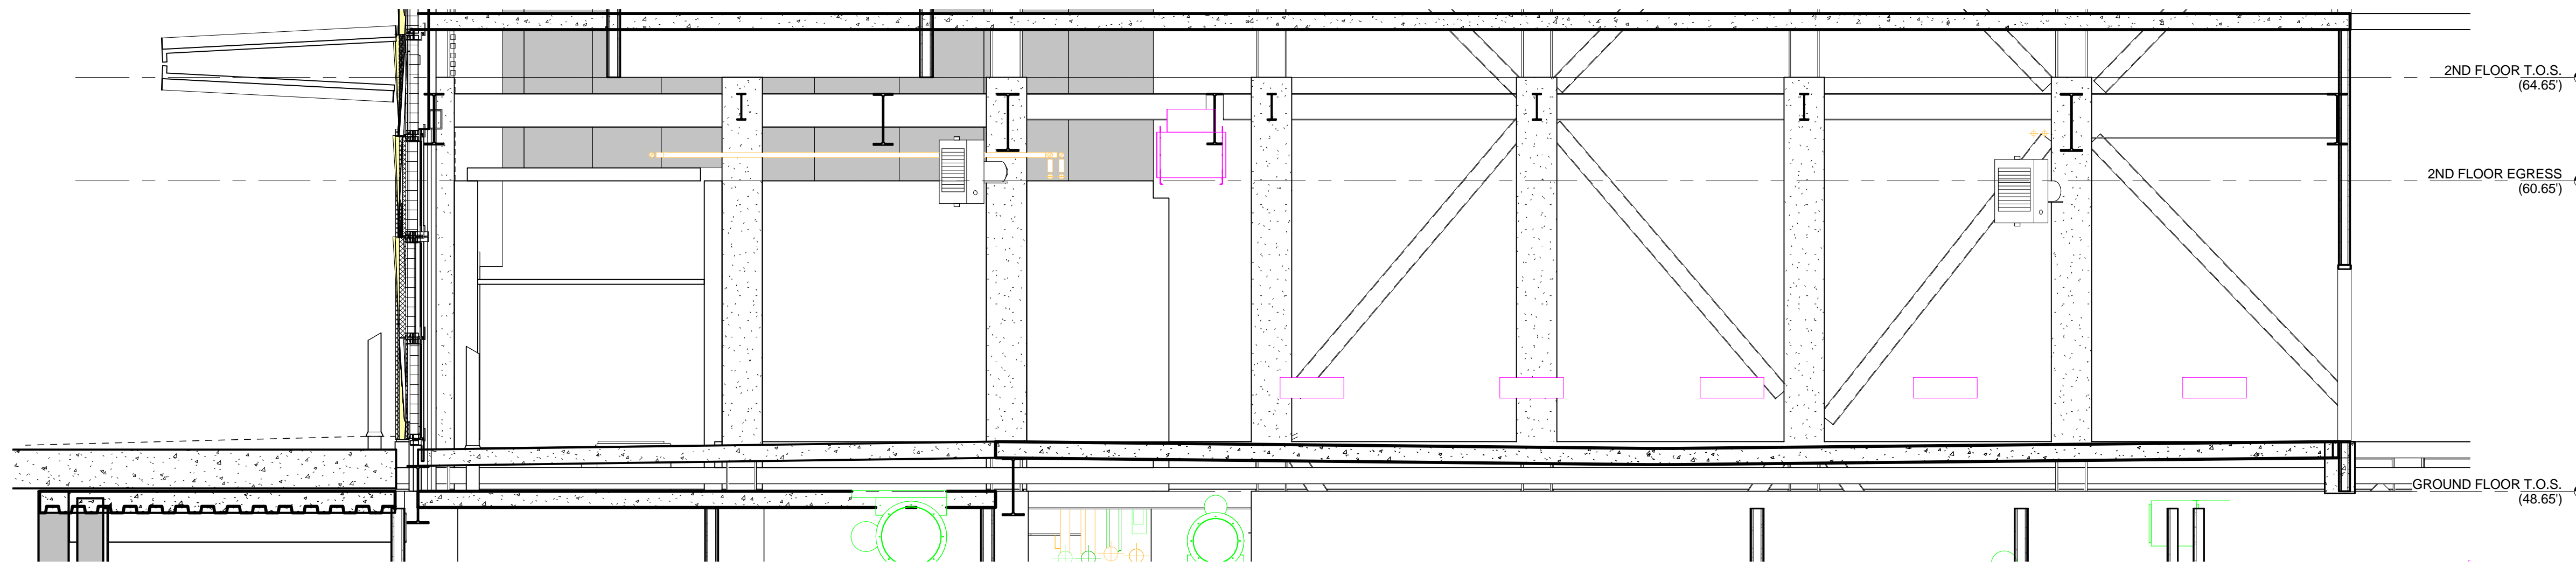 2ND FLOOR T.O.S.
(64.65')
2ND FLOOR EGRESS
(60.65')
GROUND FLOOR T.O.S.
(48.65')